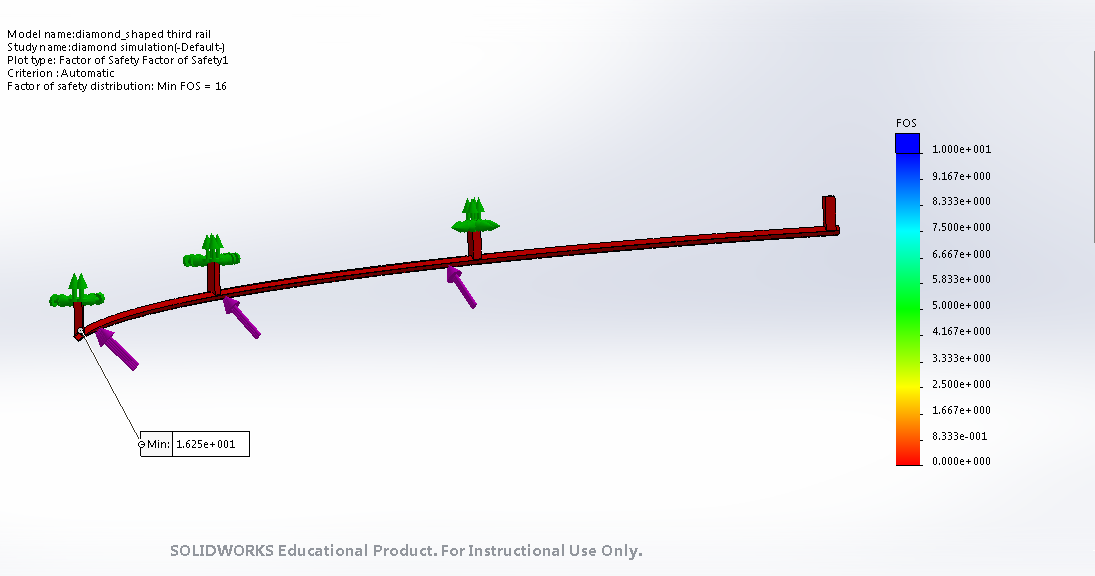 Model name:diamond_shaped third rail
Study name:diamond simulation(-Default-)
Plot type: Factor of Safety Factor of Safety1
Criterion : Automatic
Factor of safety distribution: Min FOS = 16
FOS
1.000e+001
9.167e+000
8.333e+000
7.500e+000
6.667e+000
5.833e+000
5.000e+000
4.167e+000
3.333e+000
2.500e+000
1.667e+000
8.333e-001
0.000e+000
Min: 1.625e+001
SOLIDWORKS Educational Product. For Instructional Use Only.